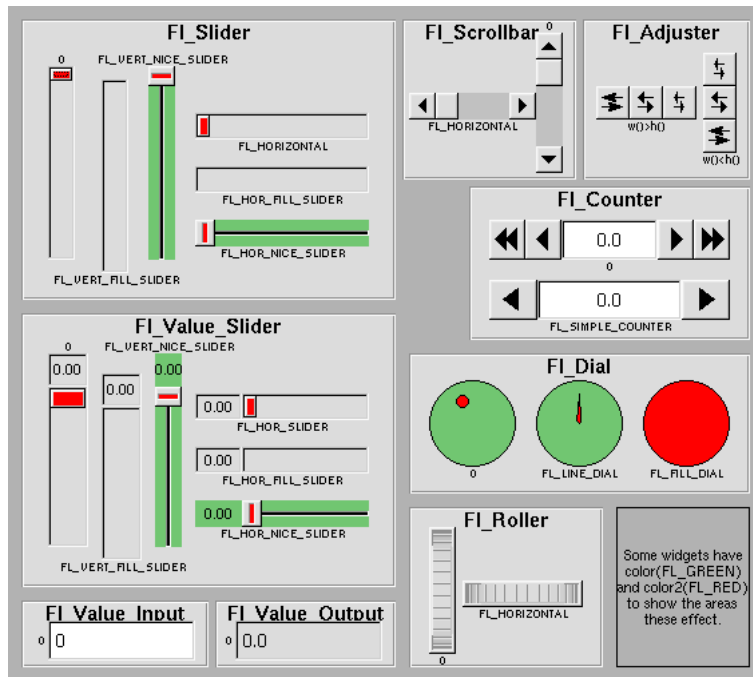 Fl_Slider
0
FL_VERT_NICE_SLIDER
FL_HORIZONTAL
FL_HOR_FILL_SLIDER
FL_HOR_NICE_SLIDER
FL_VERT_FILL_SLIDER
Fl_Scrollbar
0
FL_HORIZONTAL
Fl_Adjuster
w()>h()
w()<h()
Fl_Counter
0.0
0
0.0
FL_SIMPLE_COUNTER
Fl_Value_Slider
0
FL_VERT_NICE_SLIDER
0.00
0.00
0.00
0.00
FL_HOR_SLIDER
0.00
FL_HOR_FILL_SLIDER
0.00
FL_HOR_NICE_SLIDER
FL_VERT_FILL_SLIDER
Fl_Dial
0
FL_LINE_DIAL
FL_FILL_DIAL
Fl_Roller
FL_HORIZONTAL
0
Some widgets have
color(FL_GREEN)
and color2(FL_RED)
to show the areas
these effect.
Fl_Value_Input
0
0
Fl_Value_Output
0
0.0